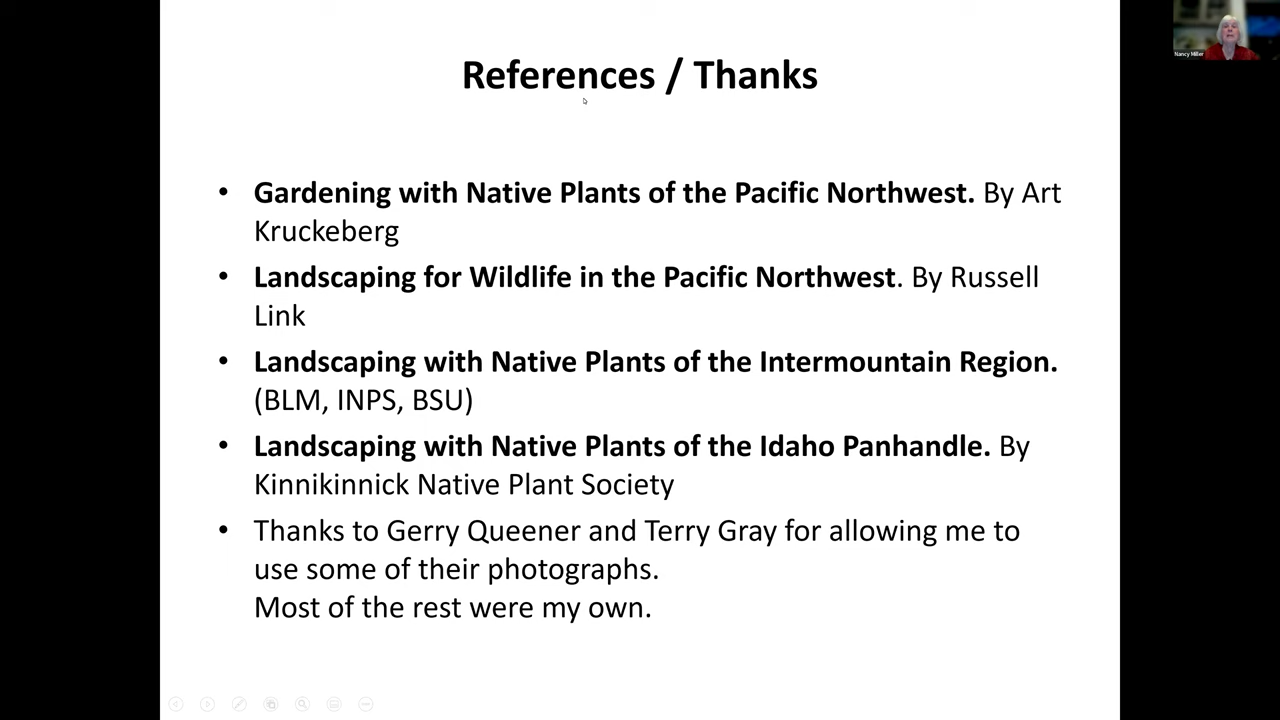 Nancy Miller
References / Thanks
• Gardening with Native Plants of the Pacific Northwest. By Art
Kruckeberg
• Landscaping for Wildlife in the Pacific Northwest. By Russell
Link
• Landscaping with Native Plants of the Intermountain Region.
(BLM, INPS, BSU)
• Landscaping with Native Plants of the Idaho Panhandle. By
Kinnikinnick Native Plant Society
• Thanks to Gerry Queener and Terry Gray for allowing me to
use some of their photographs.
Most of the rest were my own.